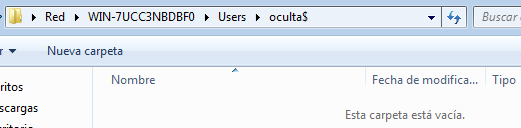 Red WIN-7UCC3NBDBF0 Users oculta$ Buscar
Nueva carpeta
Nombre Fecha de modifica... Tipo
ritos
scargas
Esta carpeta está vacía.
critorio